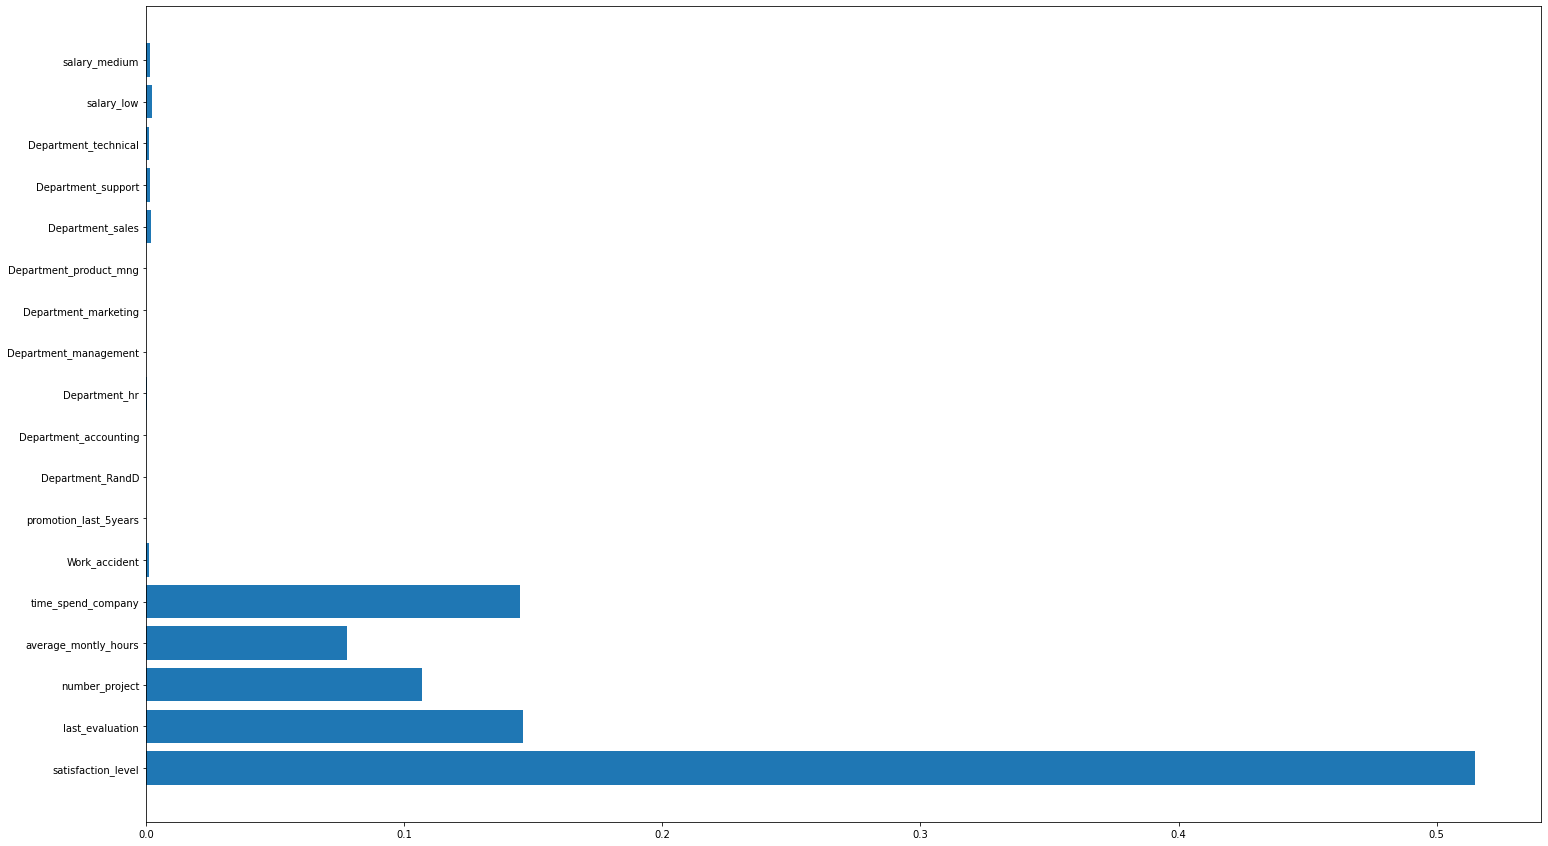 salary_medium
salary_low
Department_technical
Department_support
Department_sales
Department_product_mng
Department_marketing
Department_management
Department_hr
Department_accounting
Department_RandD
promotion_last_5years
Work_accident
time_spend_company
average_montly_hours
number_project
last_evaluation
satisfaction_level
0.0 0.1 0.2 0.3 0.4 0.5